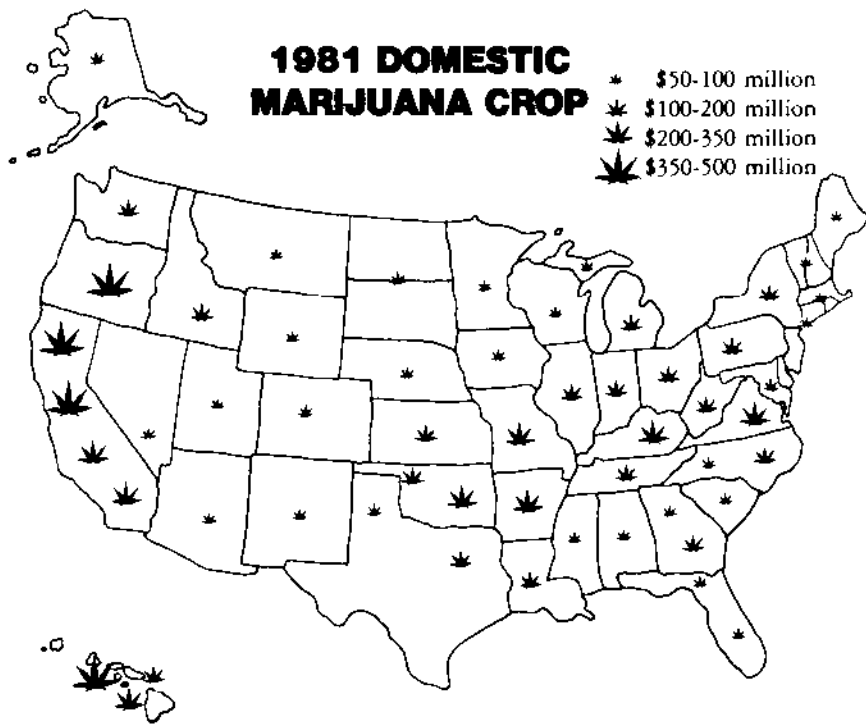 1981 DOMESTIC
MARIJUANA CROP
$50-100 million
$100-200 million
$200-350 million
$350-500 million